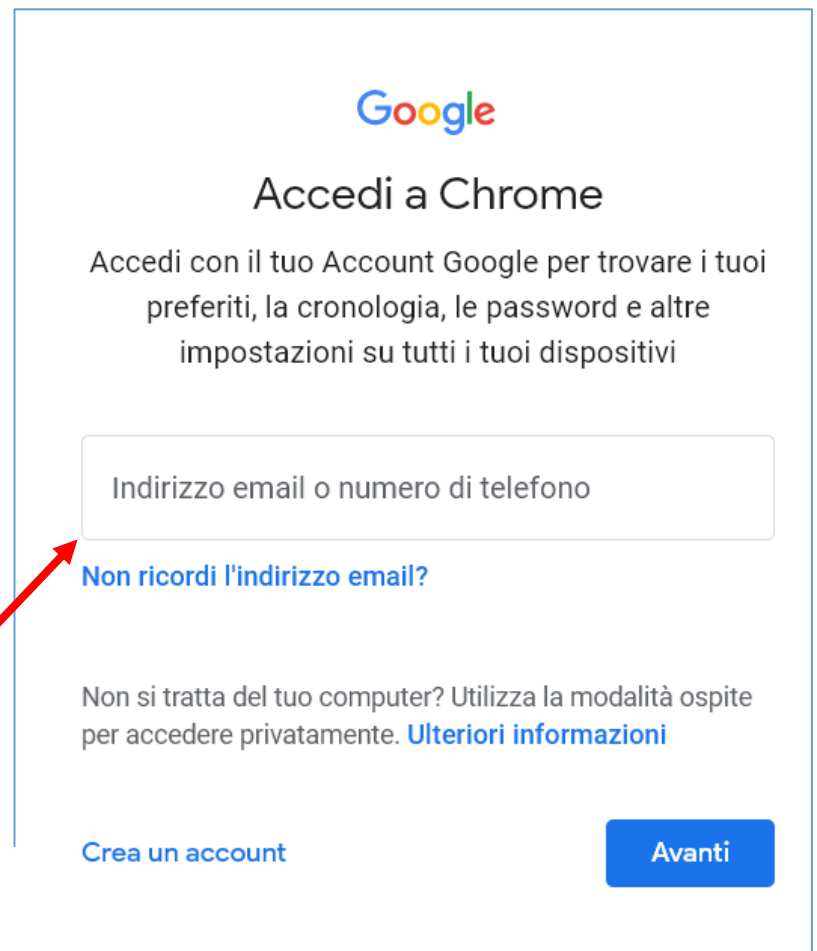 Google
Accedi a Chrome
Accedi con il tuo Account Google per trovare i tuoi
preferiti, la cronologia, le password e altre
impostazioni su tutti i tuoi dispositivi
Indirizzo email o numero di telefono
Non ricordi l'indirizzo email?
Non si tratta del tuo computer? Utilizza la modalità ospite
per accedere privatamente. Ulteriori informazioni
Crea un account
Avanti